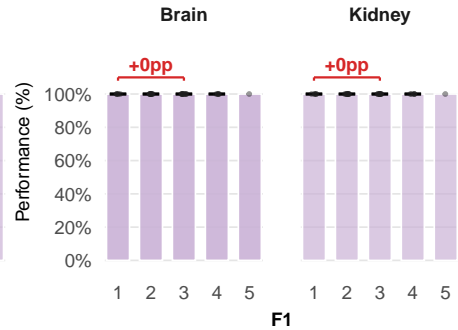 Brain
Kidney
+0pp
+0pp
Performance (%)
100%
80%
60%
40%
20%
0%
1 2 3 4 5
1 2 3 4 5
F1